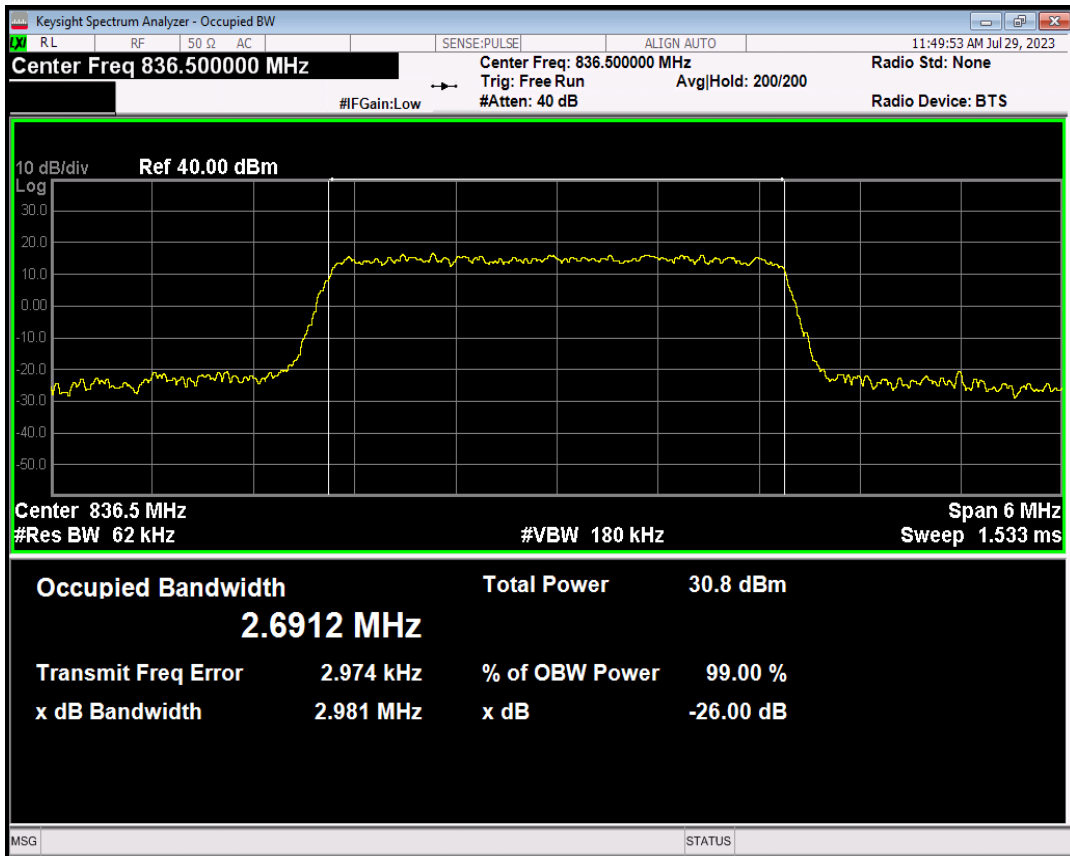 Keysight Spectrum Analyzer - Occupied BW
LXI RL RF 50 Ω AC SENSE:PULSE ALIGN AUTO 11:49:53 AM Jul 29, 2023
Center Freq 836.500000 MHz Center Freq: 836.500000 MHz Radio Std: None
Trig: Free Run Avg|Hold: 200/200
#IFGain:Low #Atten: 40 dB Radio Device: BTS
10 dB/div Ref 40.00 dBm
Log
30.0
20.0
10.0
0.00
-10.0
-20.0
-30.0
-40.0
-50.0
Center 836.5 MHz Span 6 MHz
#Res BW 62 kHz #VBW 180 kHz Sweep 1.533 ms
Occupied Bandwidth Total Power 30.8 dBm
2.6912 MHz
Transmit Freq Error 2.974 kHz % of OBW Power 99.00 %
x dB Bandwidth 2.981 MHz x dB -26.00 dB
MSG STATUS